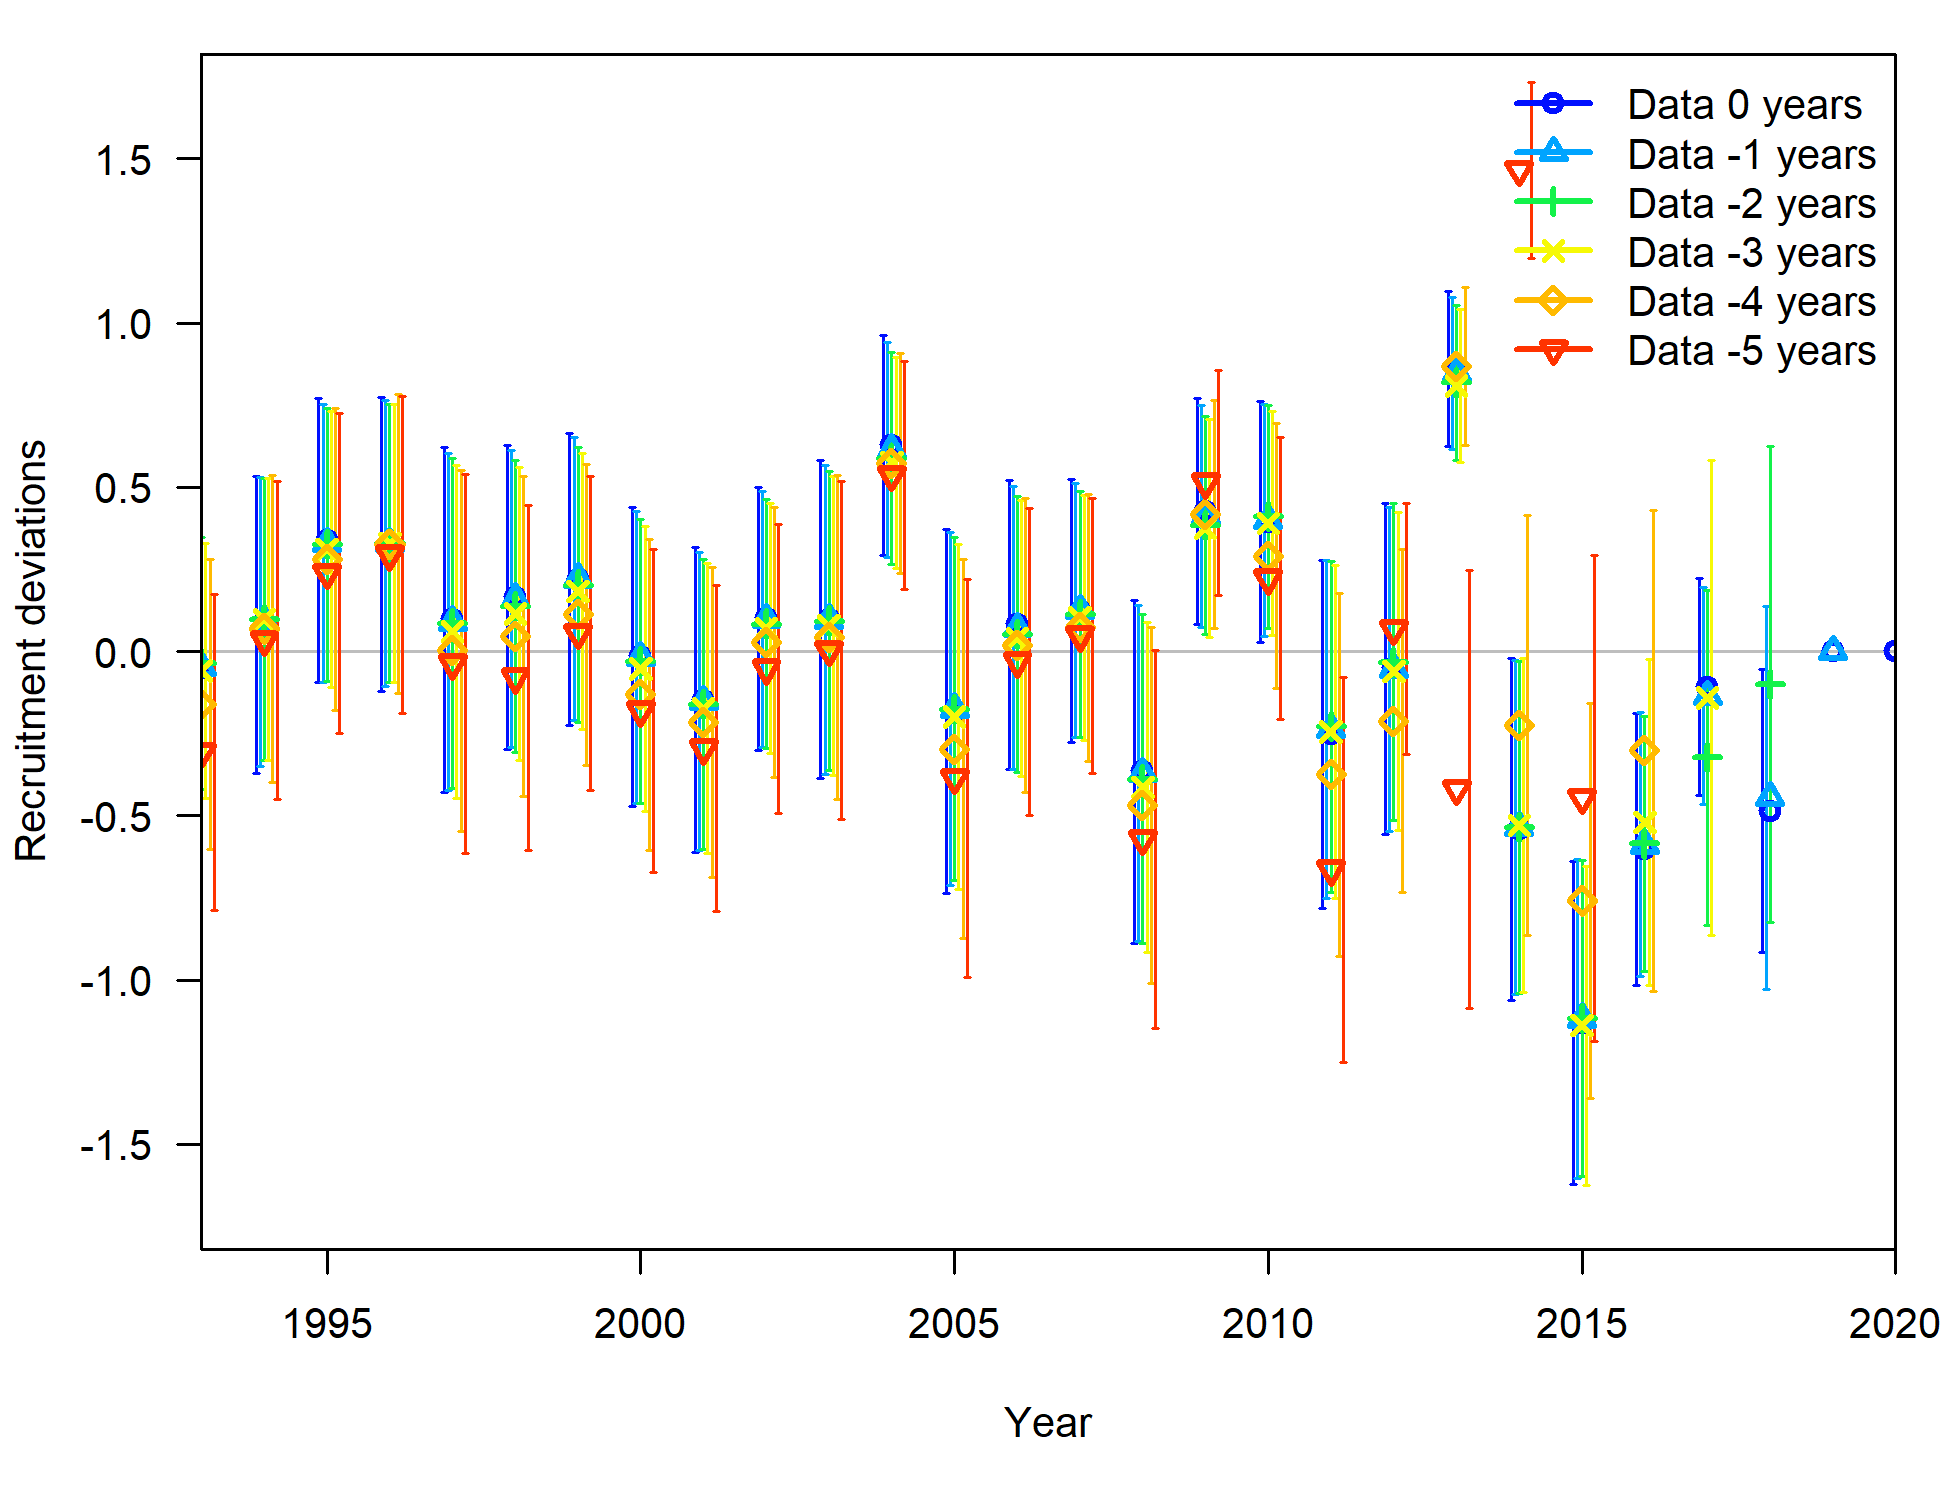 Data 0 years
Data -1 years
Data -2 years
Data -3 years
Data -4 years
Data -5 years
1.5
1.0
0.5
0.0
-0.5
-1.0
-1.5
Recruitment deviations
1995 2000 2005 2010 2015 2020
Year